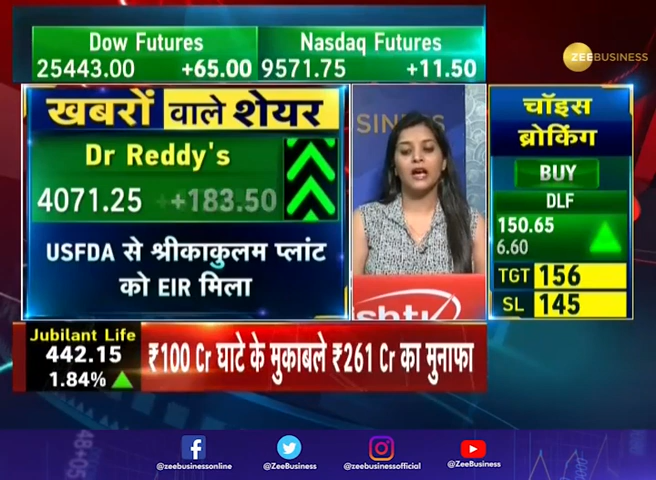 Dow Futures
25443.00 +65.00
Nasdaq Futures
9571.75 +11.50
ZEEBUSINESS
खबरों वाले शेयर
Dr Reddy's
4071.25 +183.50
USFDA से श्रीकाकुलम प्लांट
को EIR मिला
चॉइस
ब्रोकिंग
BUY
DLF
150.65
6.60
TGT 156
SL 145
Jubilant Life
442.15
1.84%
₹100 Cr घाटे के मुकाबले ₹261 Cr का मुनाफा
@zeebusinessonline
@ZeeBusiness
@zeebusinessofficial
@ZeeBusiness